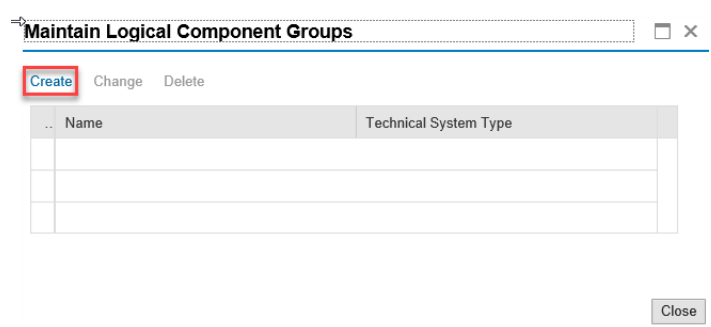 Maintain Logical Component Groups
Create Change Delete
.. Name Technical System Type
Close